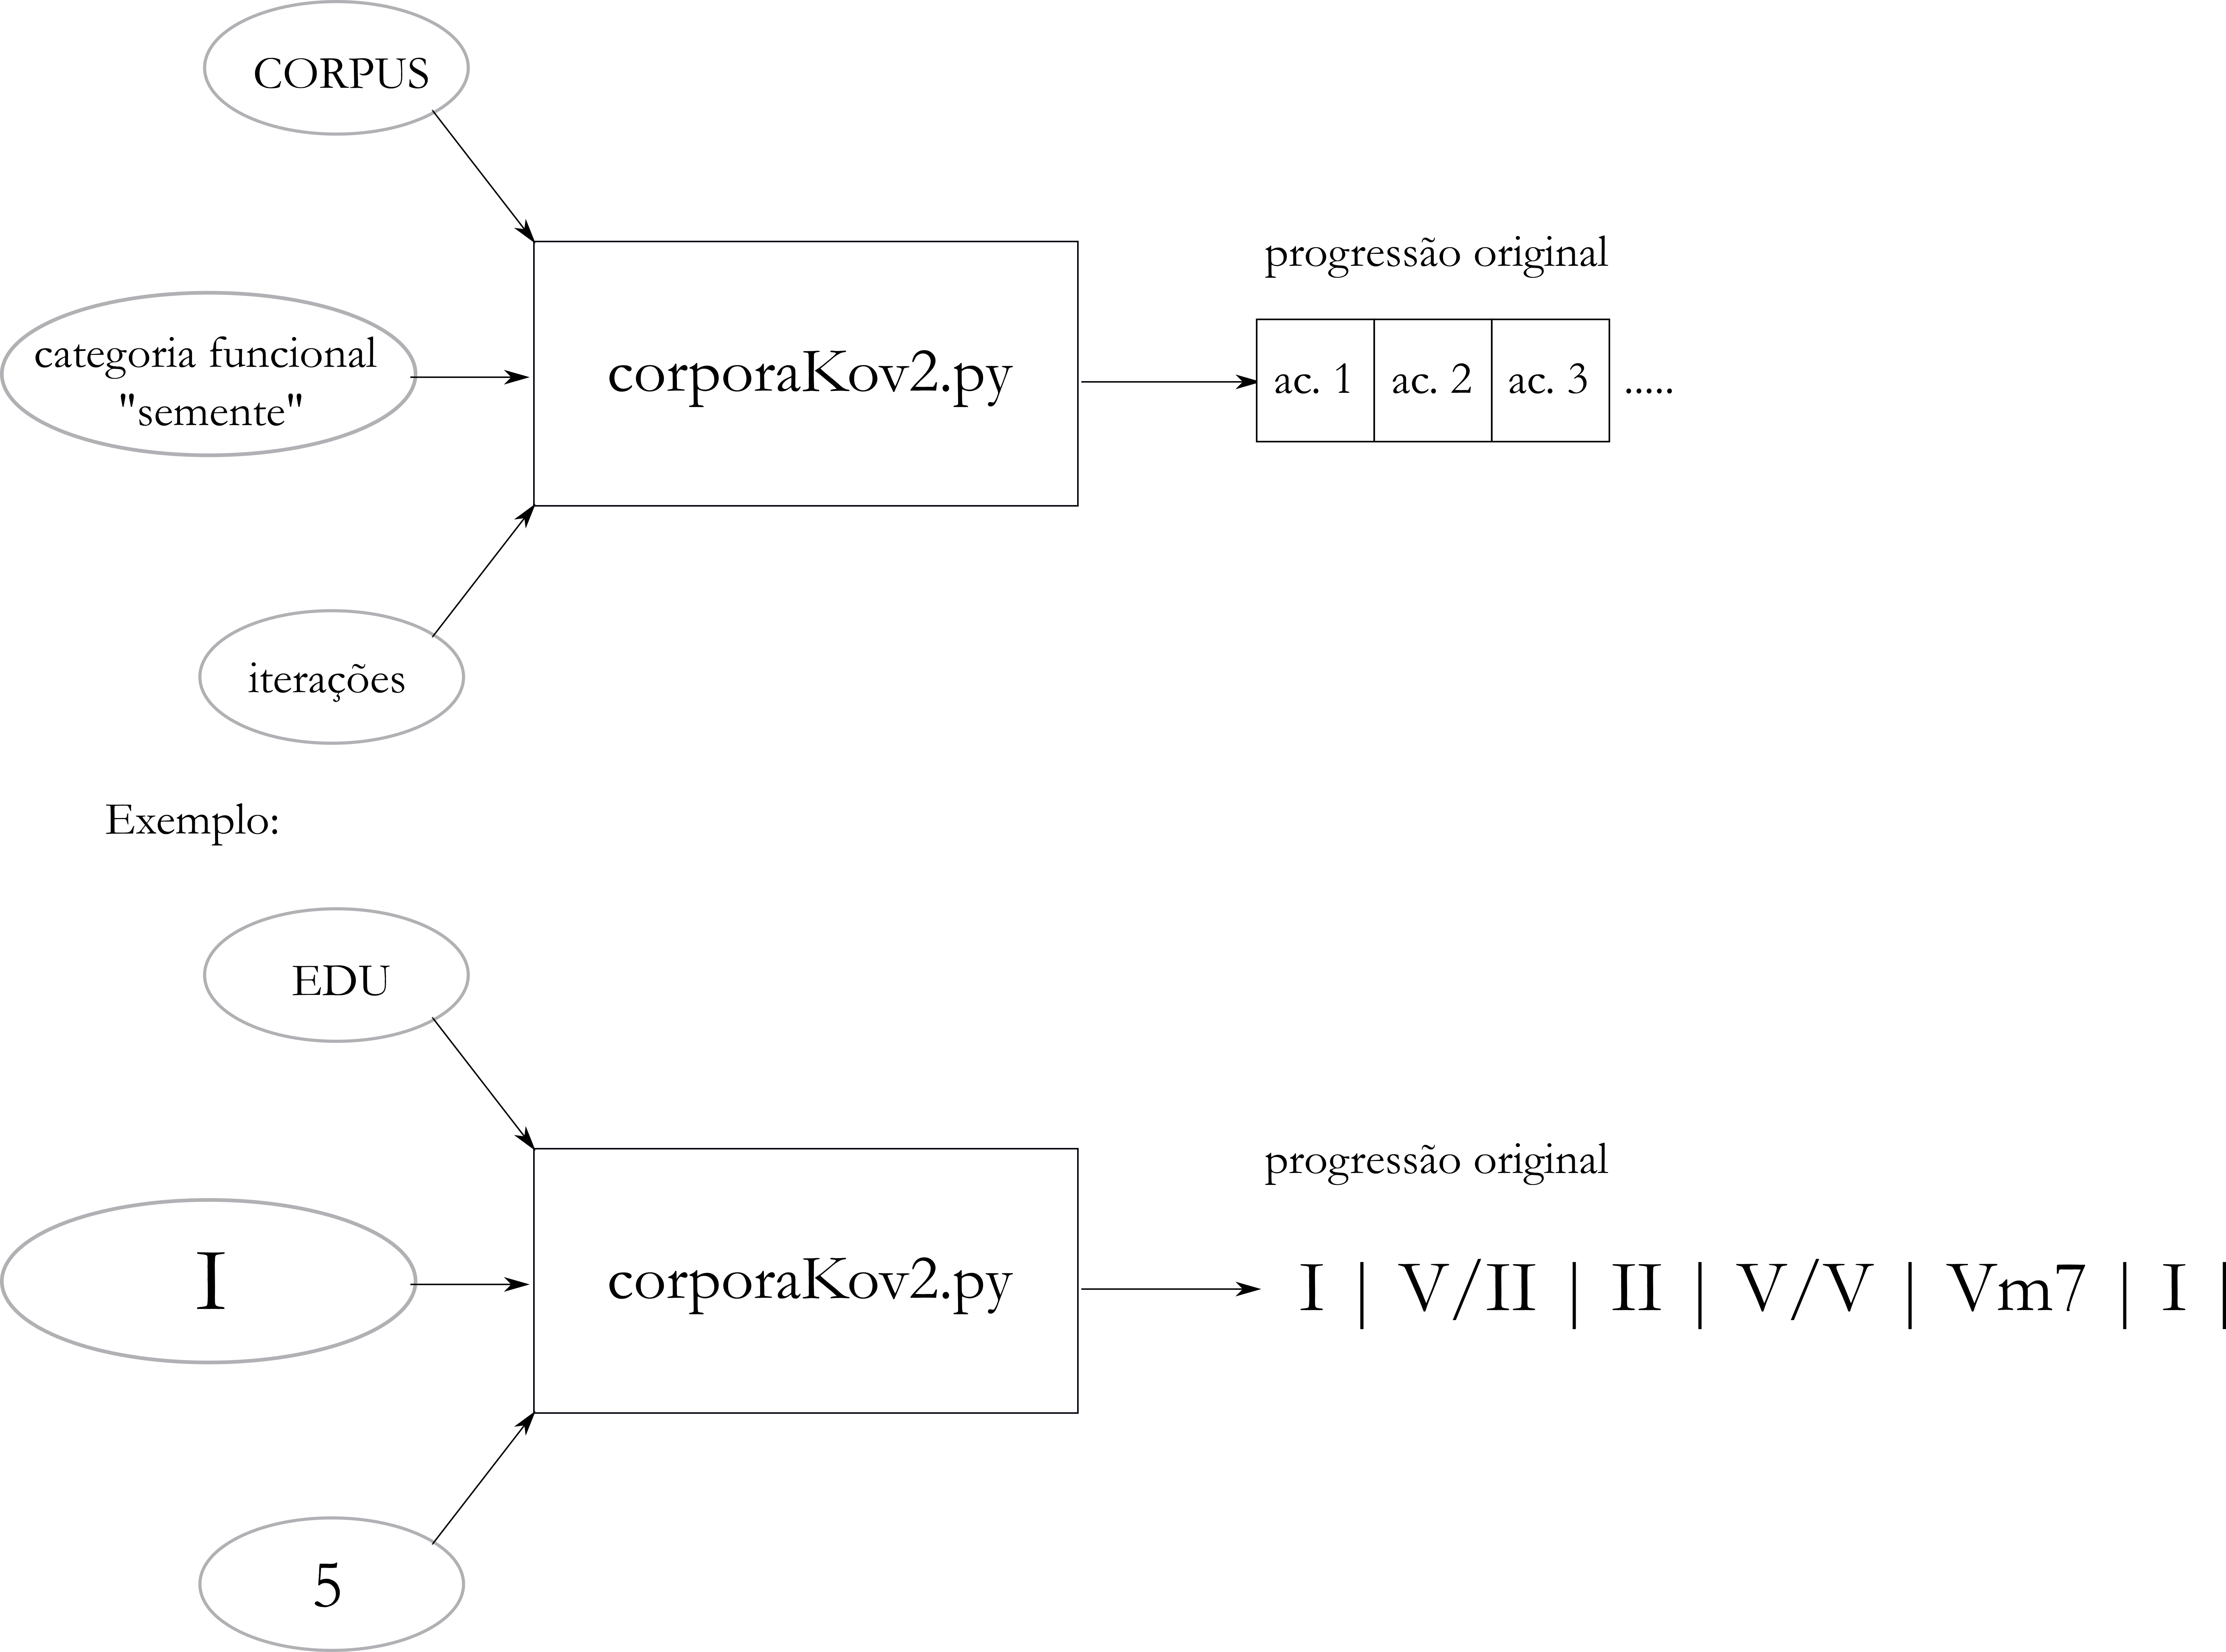 CORPUS
categoria funcional
"semente"
iterações
corporaKov2.py
progressão original
ac. 1 ac. 2 ac. 3 .....
Exemplo:
EDU
I
5
corporaKov2.py
progressão original
I | V/II | II | V/V | Vm7 | I |